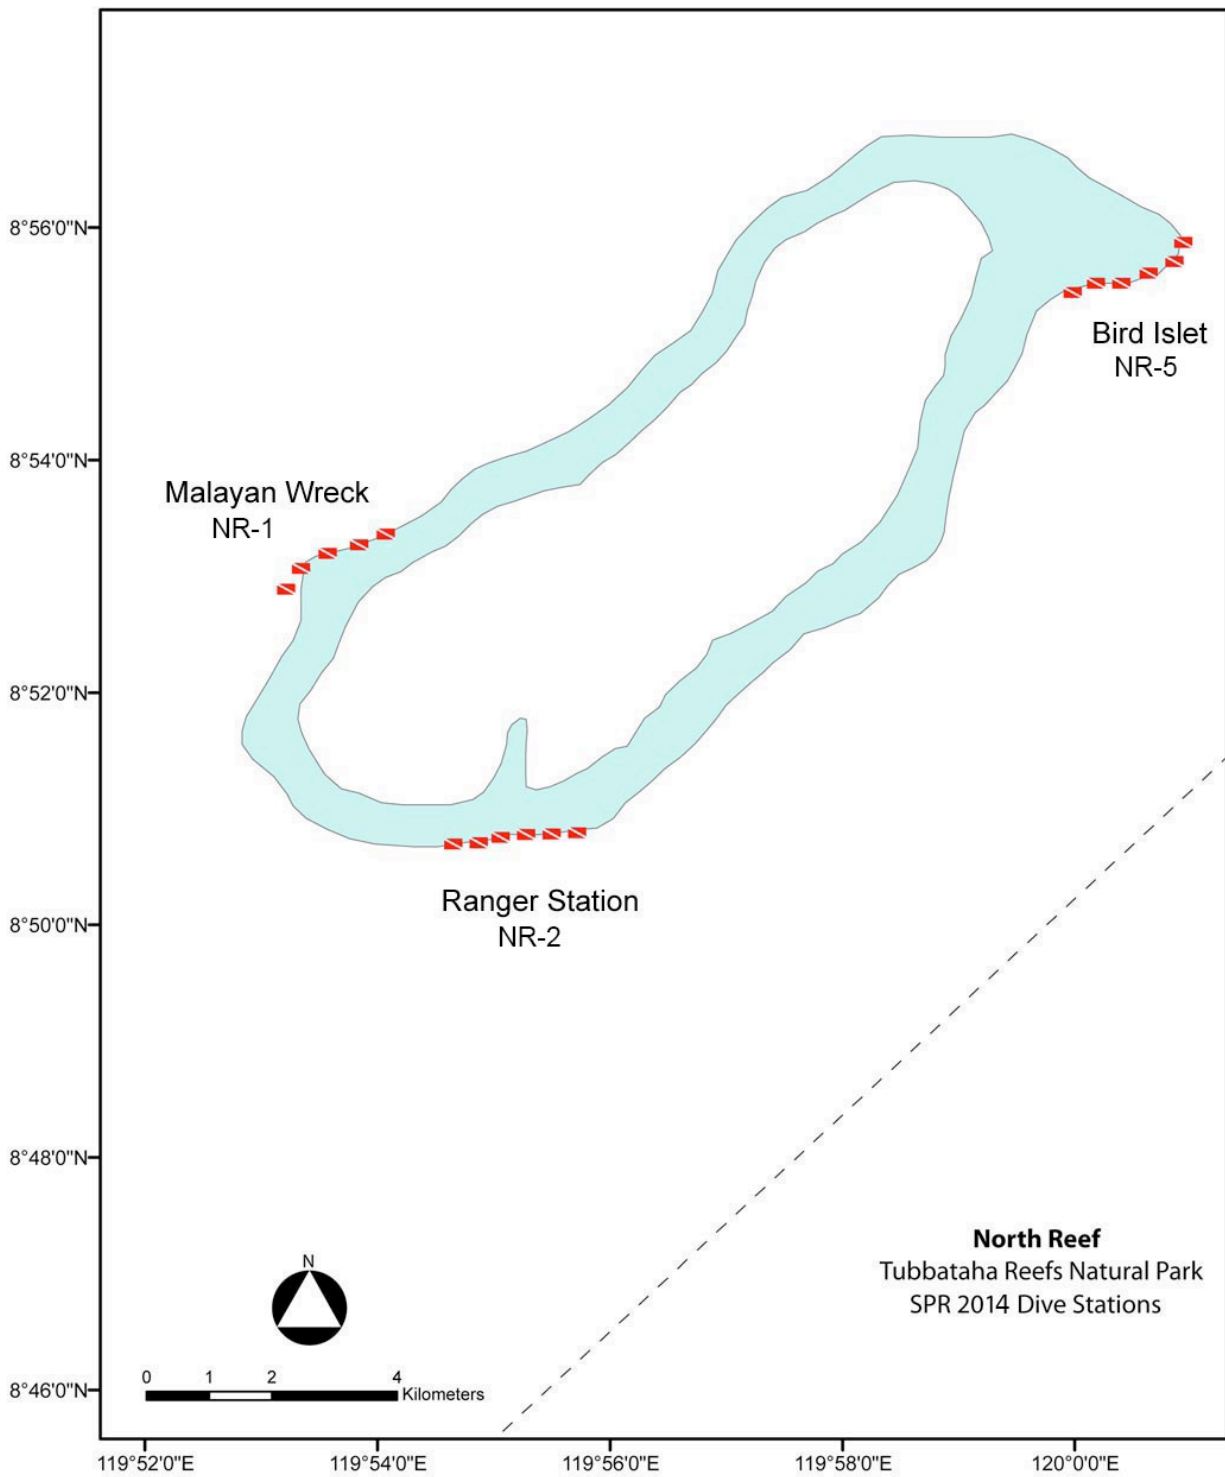 8°56'0"N
Bird Islet
NR-5
8°54'0"N
Malayan Wreck
NR-1
8°52'0"N
Ranger Station
NR-2
8°50'0"N
8°48'0"N
North Reef
Tubbataha Reefs Natural Park
SPR 2014 Dive Stations
N
0 1 2 4
Kilometers
8°46'0"N
119°52'0"E 119°54'0"E 119°56'0"E 119°58'0"E 120°0'0"E